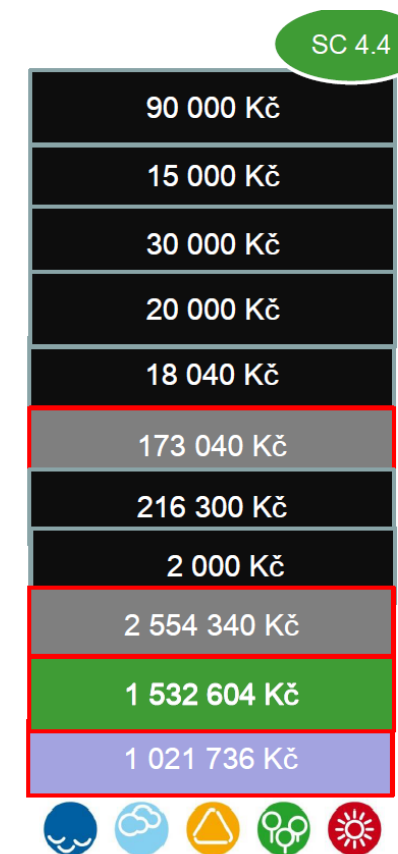 SC 4.4
90 000 Kč
15 000 Kč
30 000 Kč
20 000 Kč
18 040 Kč
173 040 Kč
216 300 Kč
2 000 Kč
2 554 340 Kč
1 532 604 Kč
1 021 736 Kč